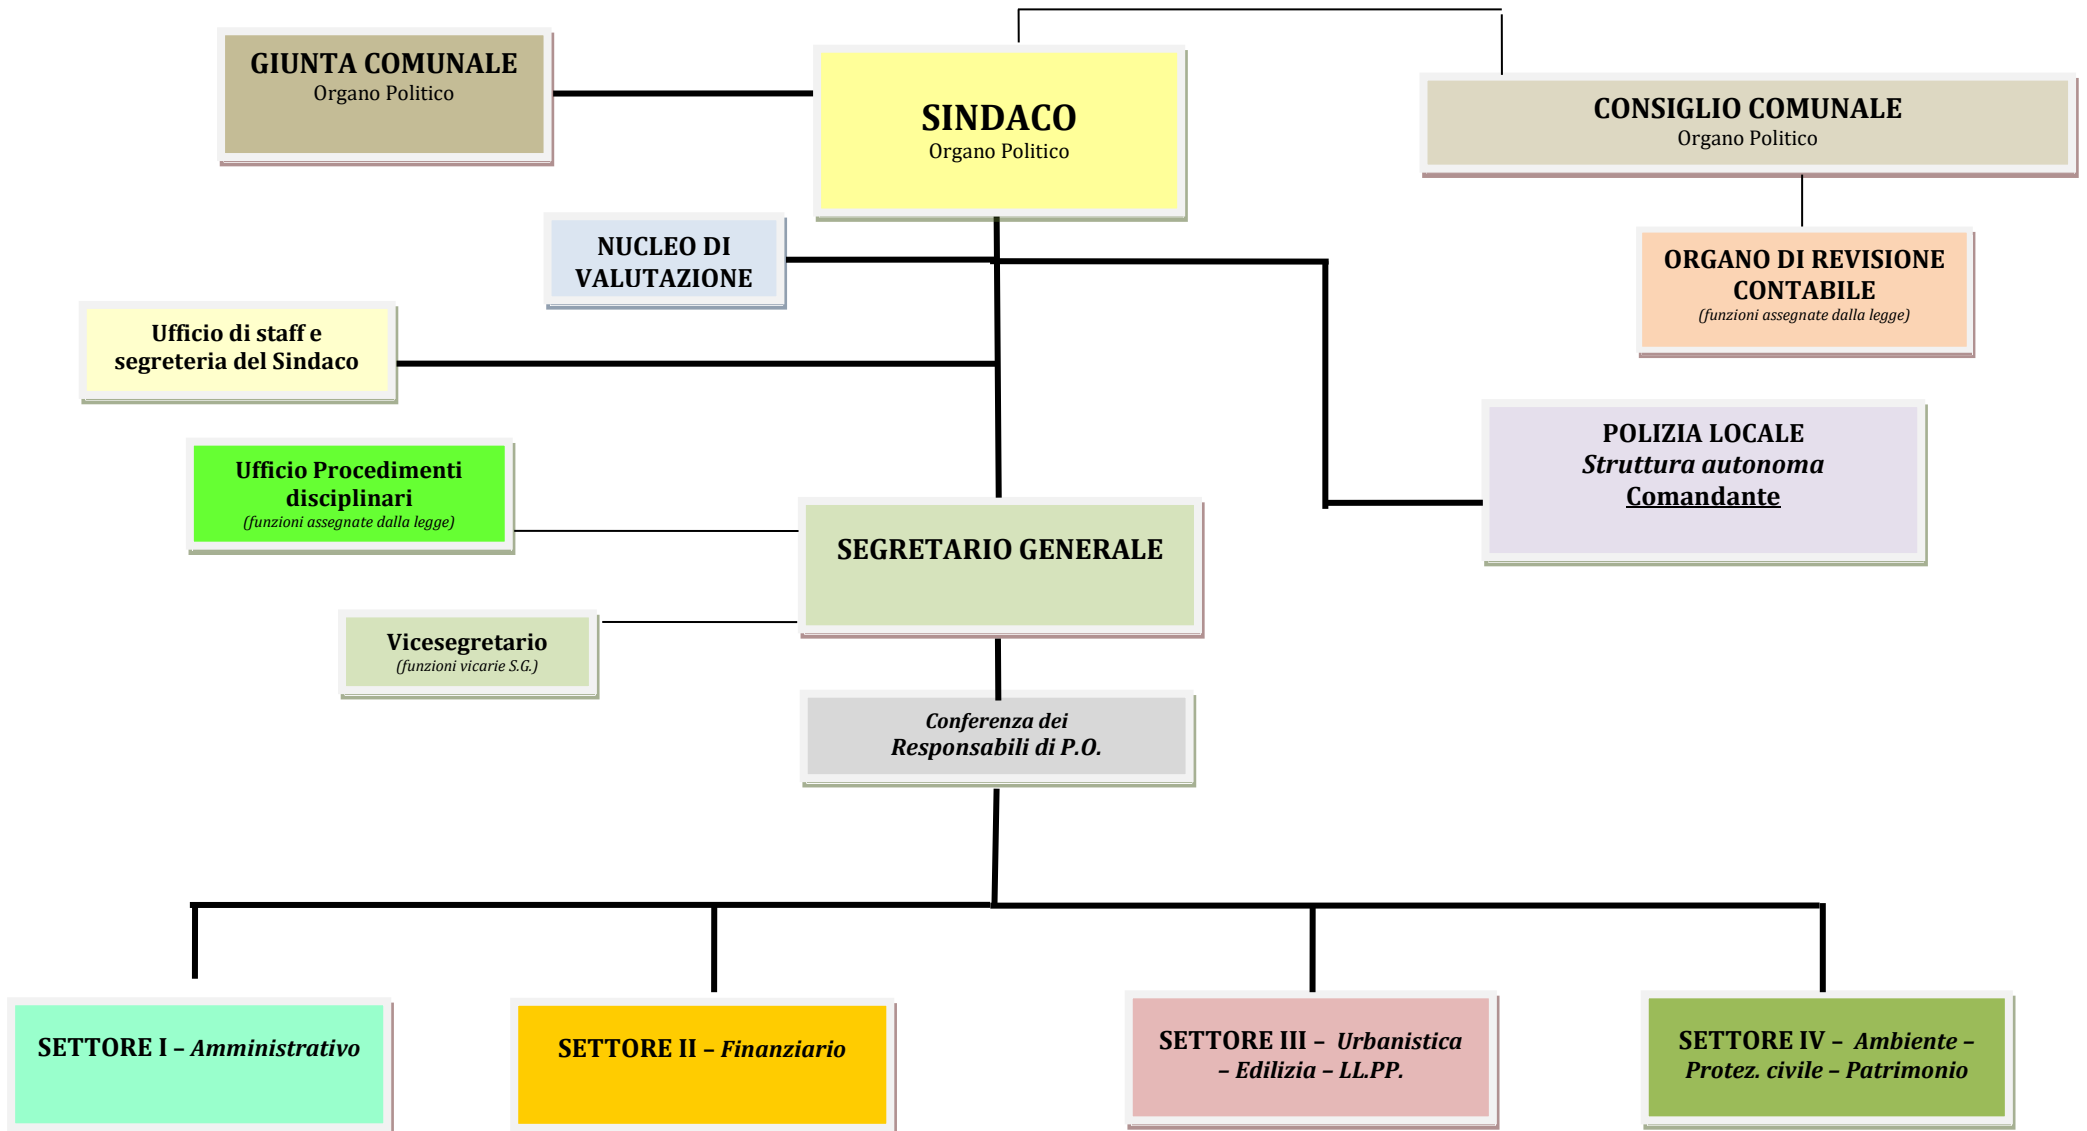 GIUNTA COMUNALE
Organo Politico
SINDACO
Organo Politico
CONSIGLIO COMUNALE
Organo Politico
NUCLEO DI
VALUTAZIONE
ORGANO DI REVISIONE
CONTABILE
(funzioni assegnate dalla legge)
Ufficio di staff e
segreteria del Sindaco
POLIZIA LOCALE
Struttura autonoma
Comandante
Ufficio Procedimenti
disciplinari
(funzioni assegnate dalla legge)
SEGRETARIO GENERALE
Vicesegretario
(funzioni vicarie S.G.)
Conferenza dei
Responsabili di P.O.
SETTORE I – Amministrativo
SETTORE II – Finanziario
SETTORE III – Urbanistica
– Edilizia – LL.PP.
SETTORE IV – Ambiente –
Protez. civile – Patrimonio